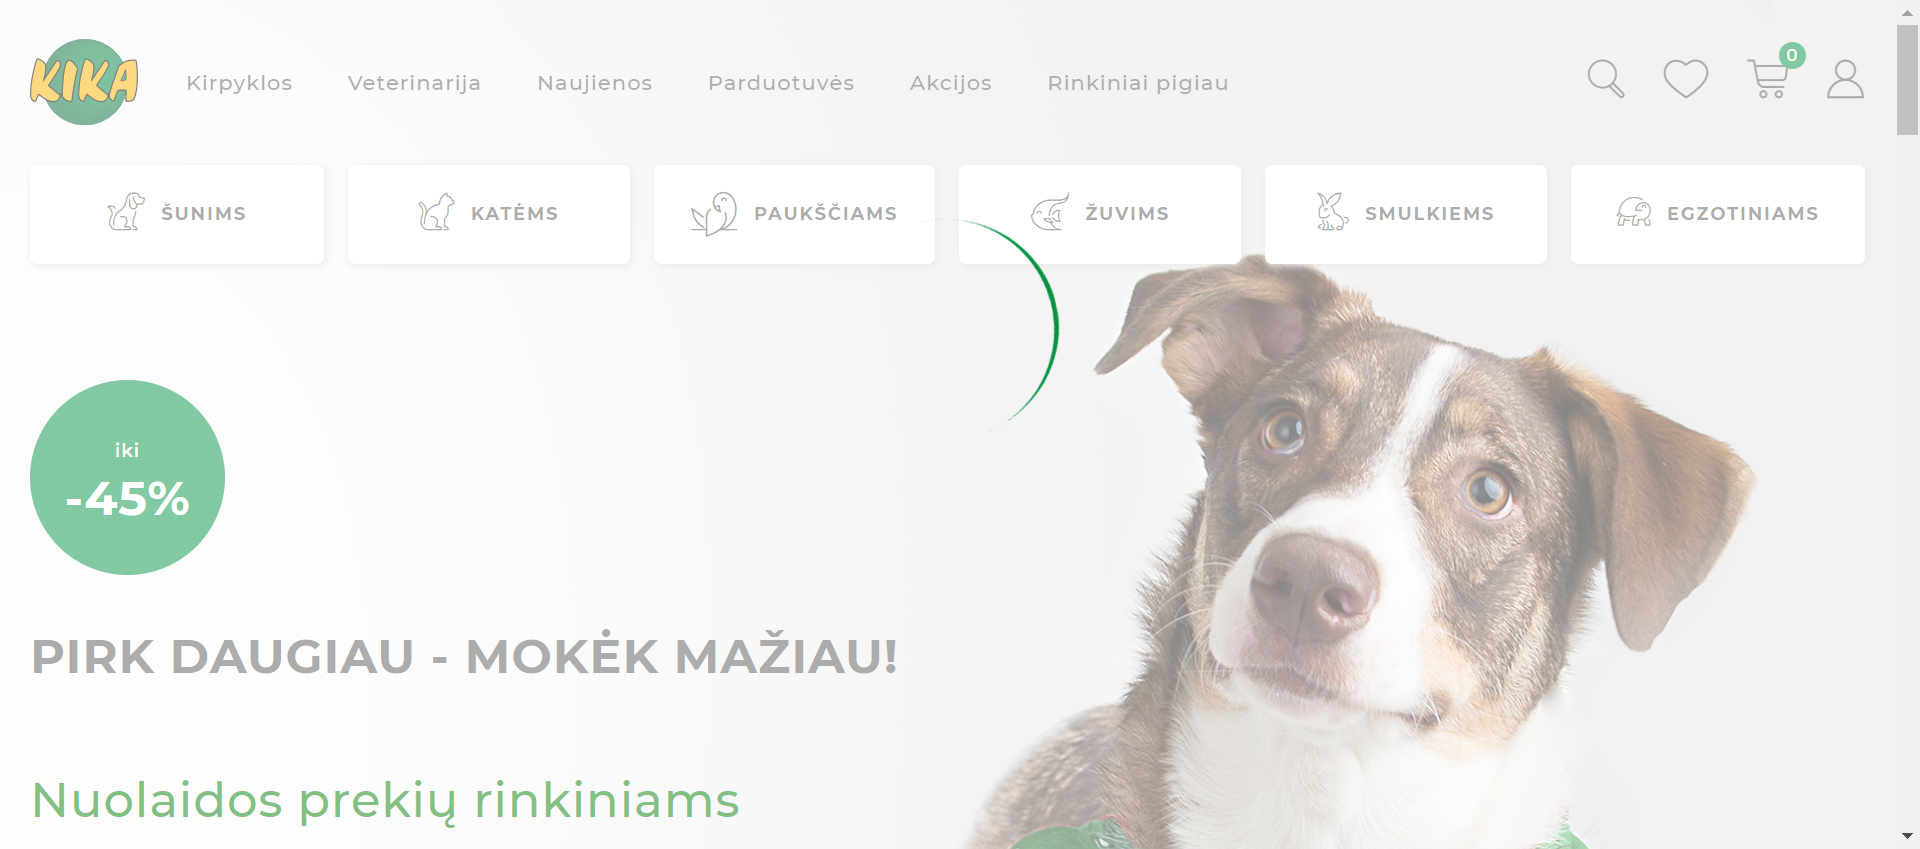 KIKA
Kirpyklos
Veterinarija
Naujienos
Parduotuvės
Akcijos
Rinkiniai pigiau
0
ŠUNIMS
KATĖMS
PAUKŠČIAMS
ŽUVIMS
SMULKIEMS
EGZOTINIAMS
iki
-45%
PIRK DAUGIAU - MOKĖK MAŽIAU!
Nuolaidos prekių rinkiniams